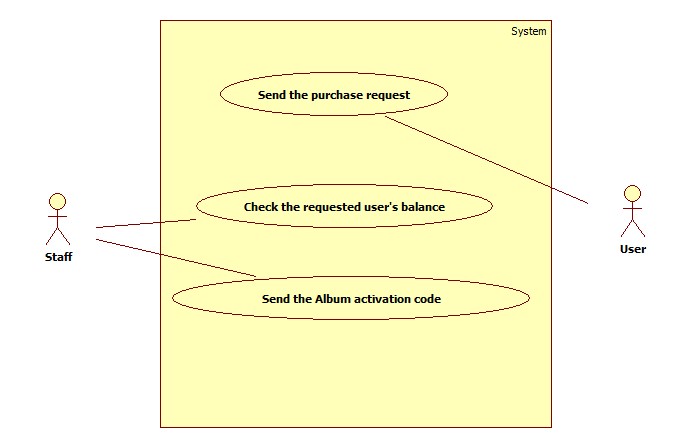 System
Send the purchase request
Check the requested user's balance
Staff
User
Send the Album activation code